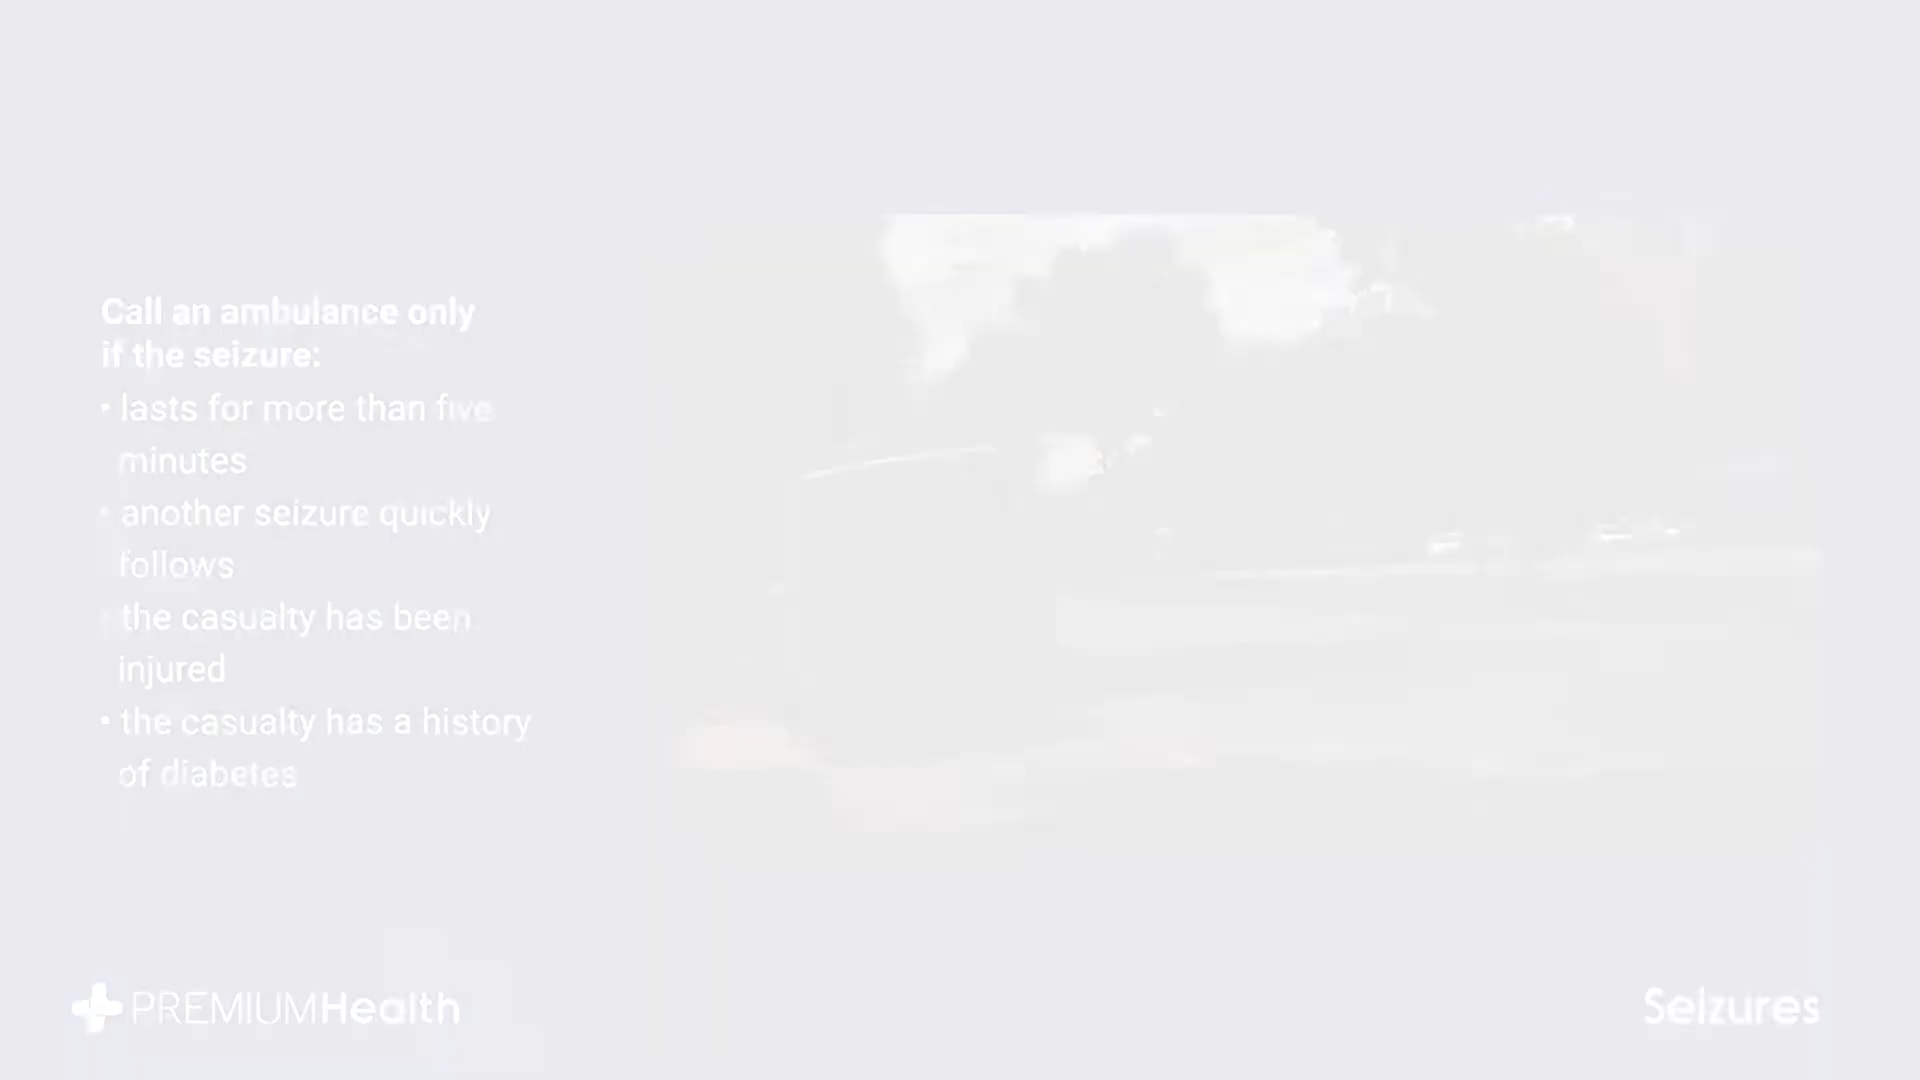 Call an ambulance only
if the seizure:
• lasts for more than five
minutes
• another seizure quickly
follows
• the casualty has been
injured
• the casualty has a history
of diabetes
PREMIUMHealth
Seizures